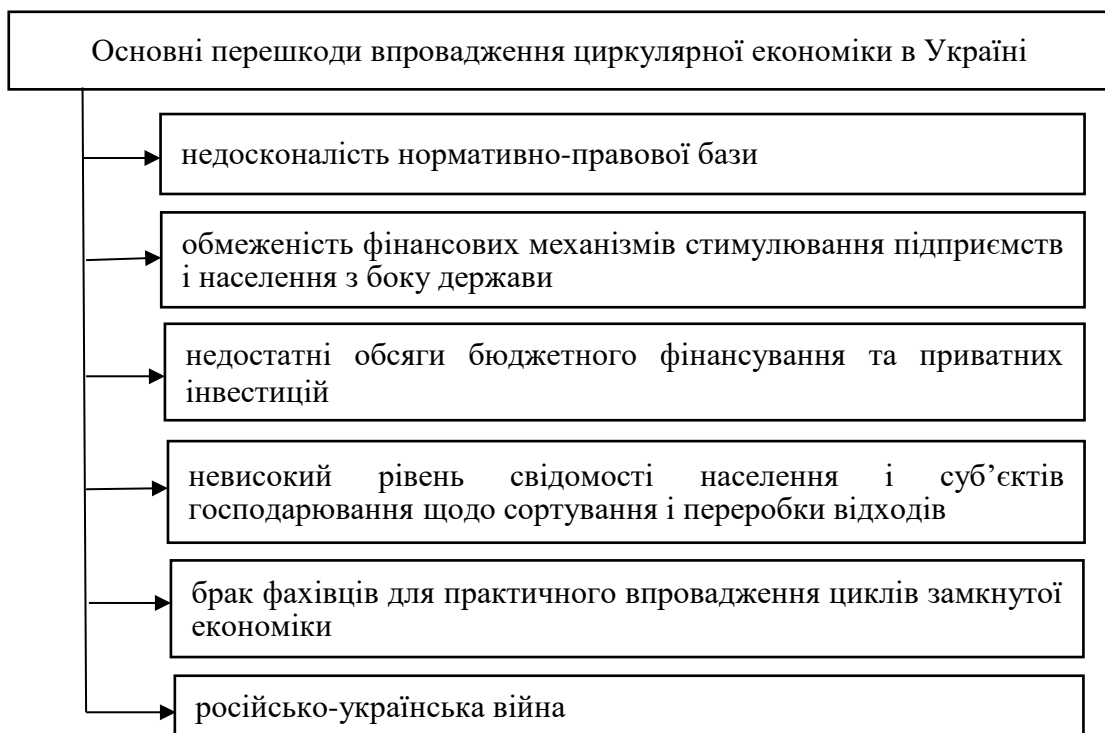 Основні перешкоди впровадження циркулярної економіки в Україні
недосконалість нормативно-правової бази
обмеженість фінансових механізмів стимулювання підприємств
і населення з боку держави
недостатні обсяги бюджетного фінансування та приватних
інвестицій
невисокий рівень свідомості населення і суб’єктів
господарювання щодо сортування і переробки відходів
брак фахівців для практичного впровадження циклів замкнутої
економіки
російсько-українська війна